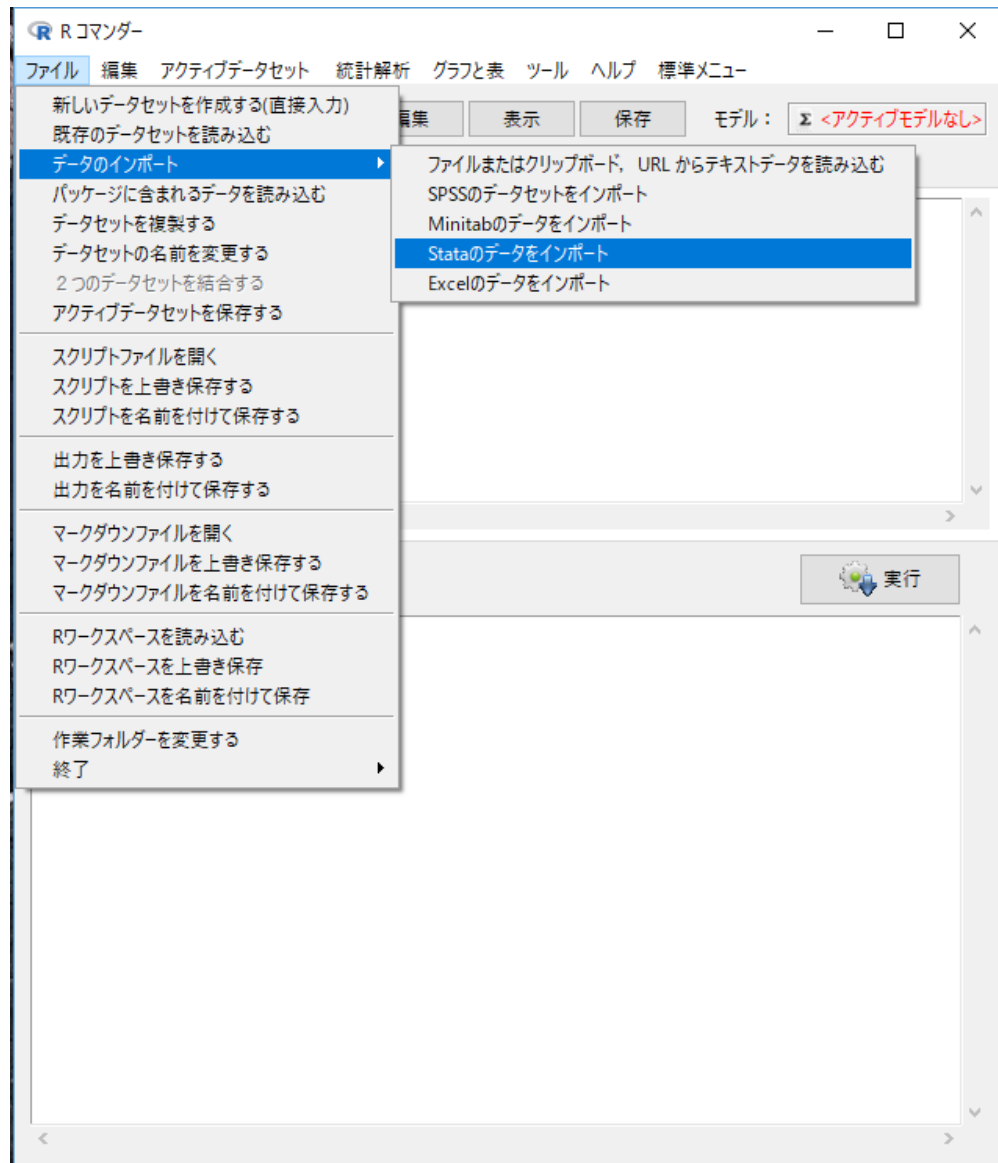 R コマンダー
ファイル 編集 アクティブデータセット 統計解析 グラフと表 ツール ヘルプ 標準メニュー
新しいデータセットを作成する(直接入力)
編集 表示 保存 モデル： Σ <アクティブモデルなし>
既存のデータセットを読み込む
データのインポート
ファイルまたはクリップボード，URL からテキストデータを読み込む
SPSSのデータセットをインポート
Minitabのデータをインポート
Stataのデータをインポート
Excelのデータをインポート
パッケージに含まれるデータを読み込む
データセットを複製する
データセットの名前を変更する
２つのデータセットを結合する
アクティブデータセットを保存する
スクリプトファイルを開く
スクリプトを上書き保存する
スクリプトを名前を付けて保存する
出力を上書き保存する
出力を名前を付けて保存する
マークダウンファイルを開く
マークダウンファイルを上書き保存する
マークダウンファイルを名前を付けて保存する
実行
Rワークスペースを読み込む
Rワークスペースを上書き保存
Rワークスペースを名前を付けて保存
作業フォルダーを変更する
終了